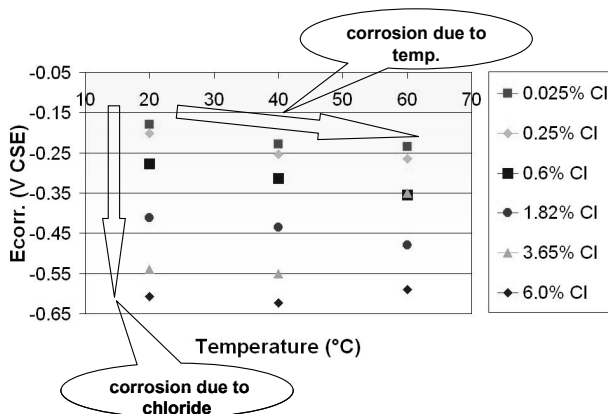 corrosion due to
temp.
-0.05
10 20 30 40 50 60 70
-0.15
-0.25
-0.35
-0.45
-0.55
-0.65
Ecorr. (V CSE)
Temperature (°C)
0.025% Cl
0.25% Cl
0.6% Cl
1.82% Cl
3.65% Cl
6.0% Cl
corrosion due to
chloride